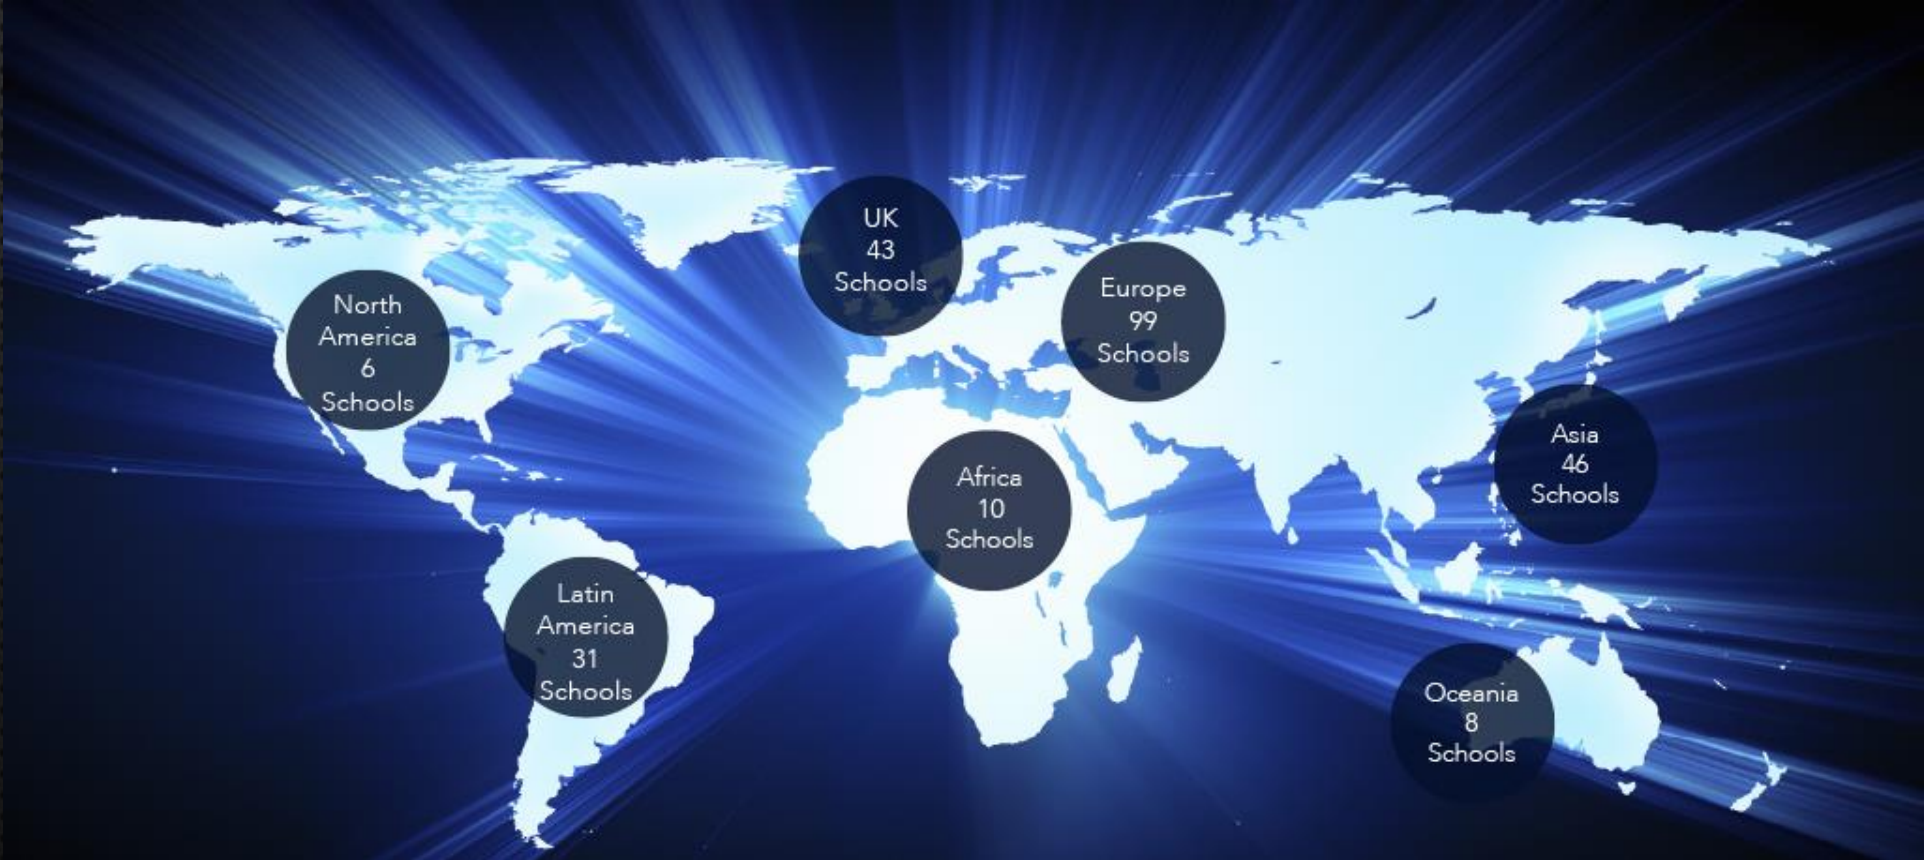 UK
43
Schools
North
America
6
Schools
Europe
99
Schools
Asia
46
Schools
Africa
10
Schools
Latin
America
31
Schools
Oceania
8
Schools